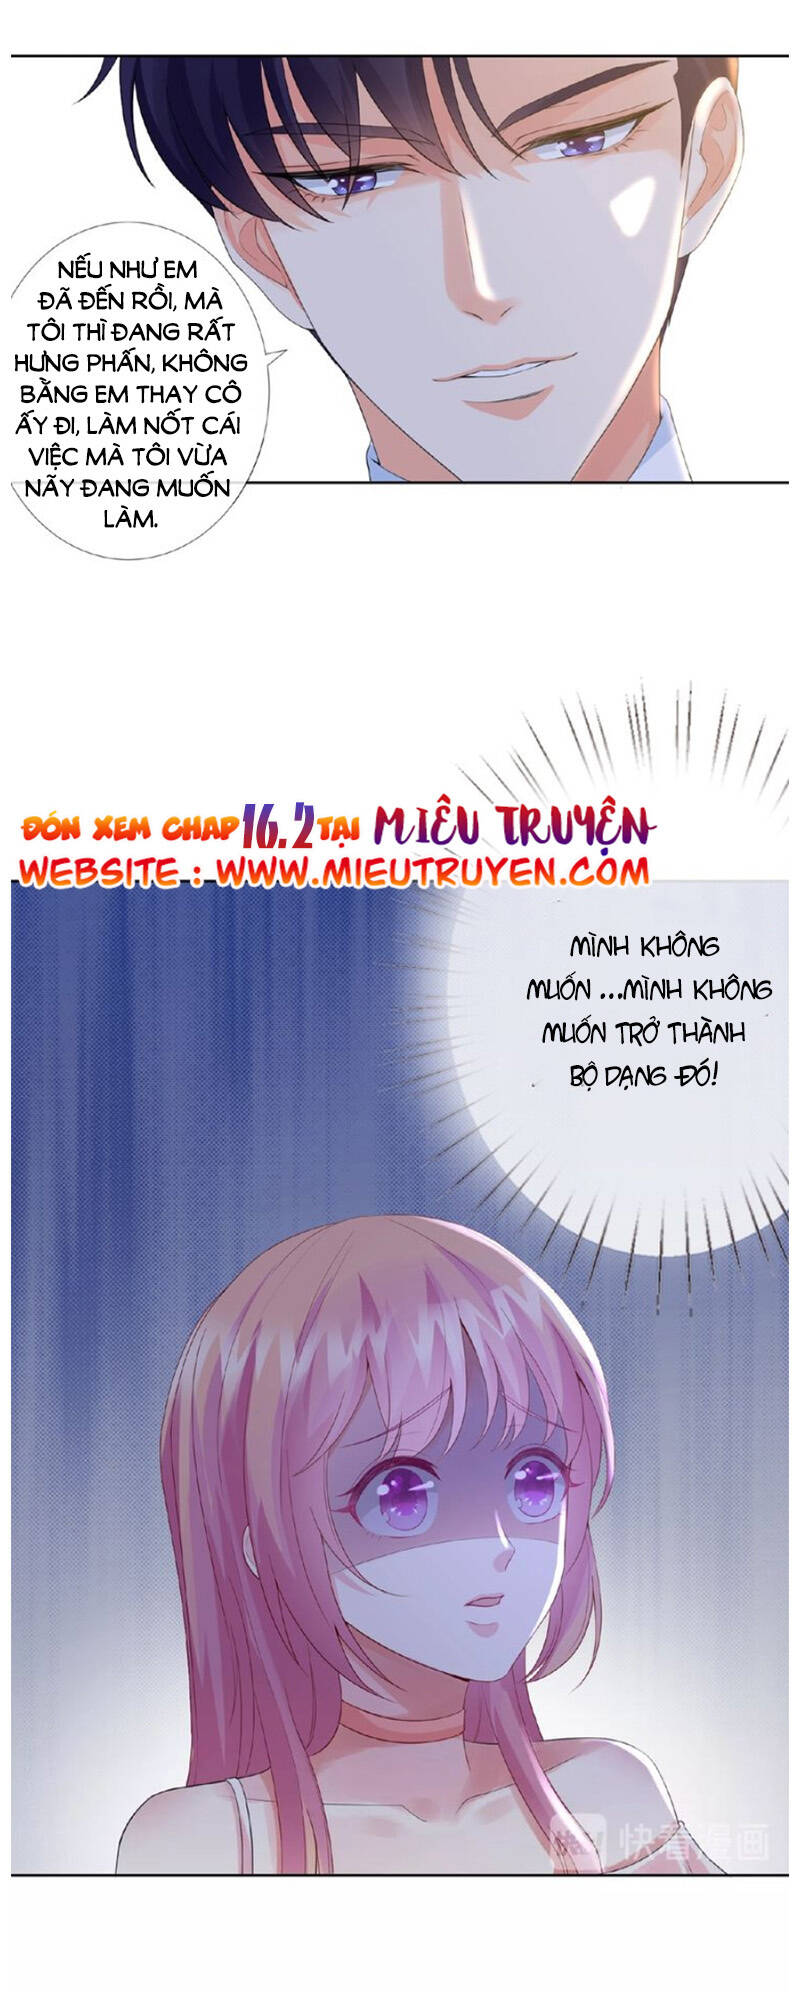 NẾU NHƯ EM
ĐÃ ĐẾN RỒI, MÀ
TÔI THÌ ĐANG RẤT
HƯNG PHẤN, KHÔNG
BẰNG EM THAY CÔ
ẤY ĐI, LÀM NỐT CÁI
VIỆC MÀ TÔI VỪA
NÃY ĐANG MUỐN
LÀM.
ĐÓN XEM CHAP 16.2 TẠI MIÊU TRUYỆN
WEBSITE : WWW.MIEUTRUYEN.COM
MÌNH KHÔNG
MUỐN ...MÌNH KHÔNG
MUỐN TRỞ THÀNH
BỘ DẠNG ĐÓ!
快看漫画